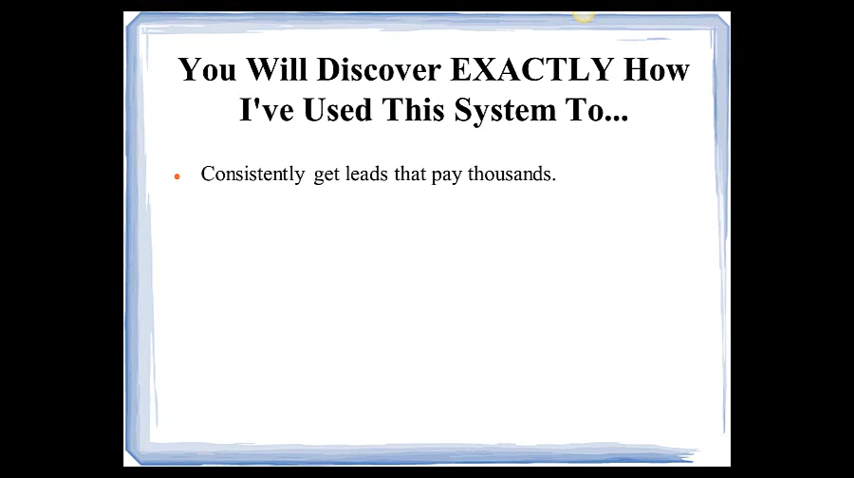 You Will Discover EXACTLY How
I've Used This System To...
Consistently get leads that pay thousands.